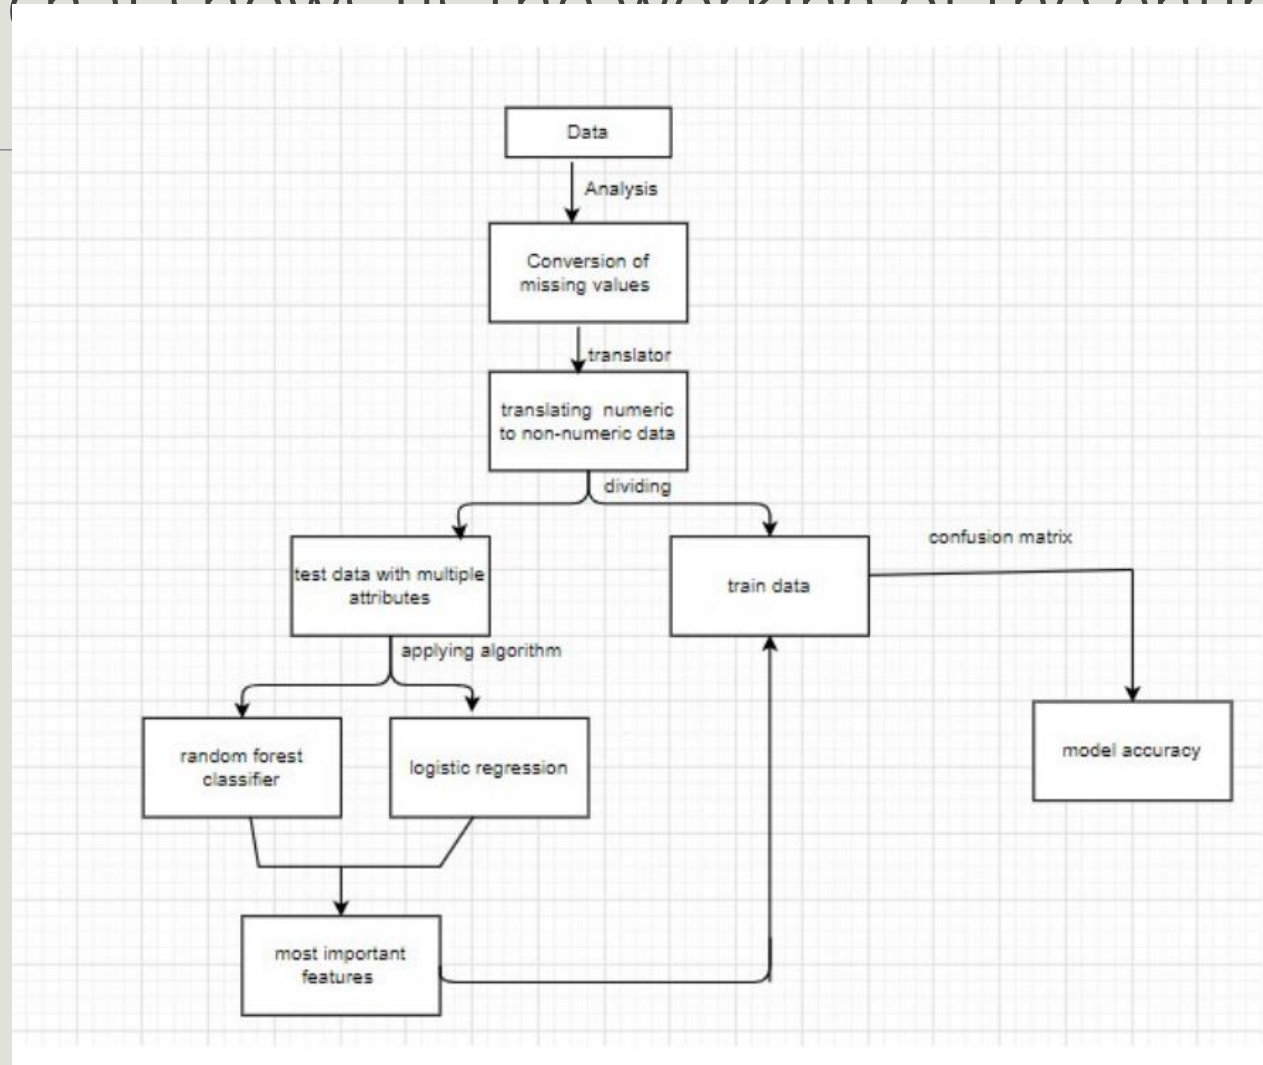 Data
Analysis
Conversion of
missing values
translator
translating numeric
to non-numeric data
dividing
confusion matrix
test data with multiple
attributes
train data
applying algorithm
random forest
classifier
logistic regression
model accuracy
most important
features